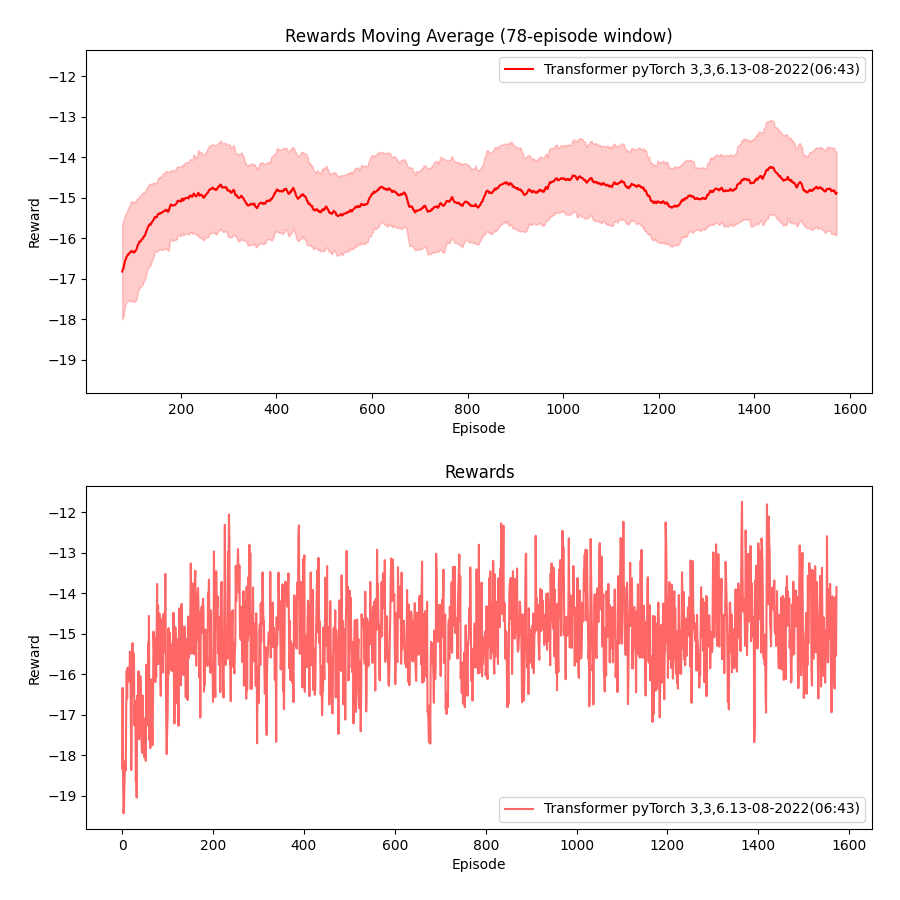 Rewards Moving Average (78-episode window)
Transformer pyTorch 3,3,6.13-08-2022(06:43)
−12
−13
−14
−15
−16
−17
−18
−19
Reward
200 400 600 800 1000 1200 1400 1600
Episode
Rewards
−12
−13
−14
−15
−16
−17
−18
−19
Reward
Transformer pyTorch 3,3,6.13-08-2022(06:43)
0 200 400 600 800 1000 1200 1400 1600
Episode